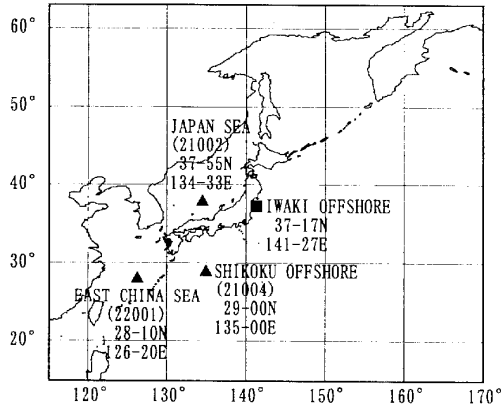 60°
50°
40°
30°
20°
JAPAN SEA
(21002)
37-55N
134-33E
IWAKI OFFSHORE
37-17N
141-27E
SHIKOKU OFFSHORE
(21004)
29-00N
135-00E
EAST CHINA SEA
(22001)
28-10N
126-20E
120° 130° 140° 150° 160° 170°